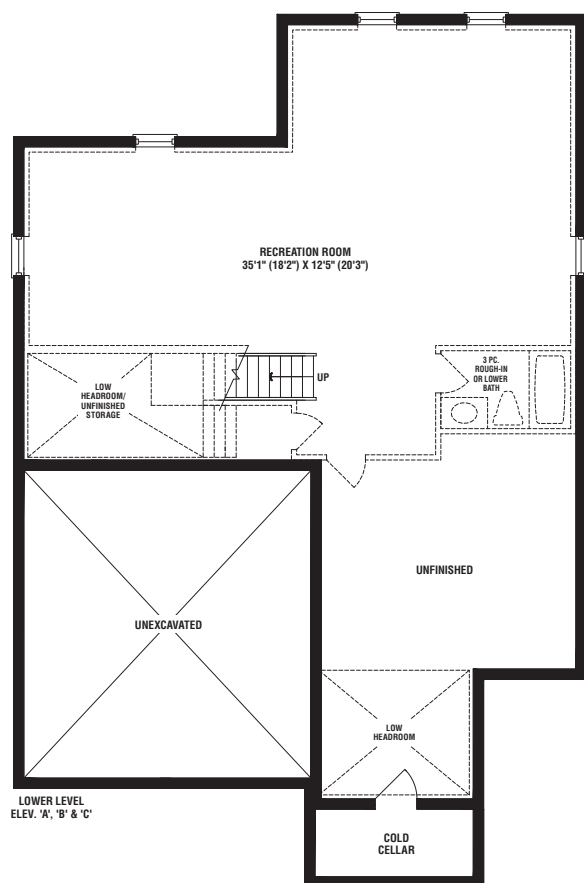 RECREATION ROOM
35'1" (18'2") X 12'5" (20'3")
3 PC.
ROUGH-IN
OR LOWER
BATH
UP
LOW
HEADROOM/
UNFINISHED
STORAGE
UNFINISHED
UNEXCAVATED
LOW
HEADROOM
LOWER LEVEL
ELEV. 'A', 'B' & 'C'
COLD
CELLAR